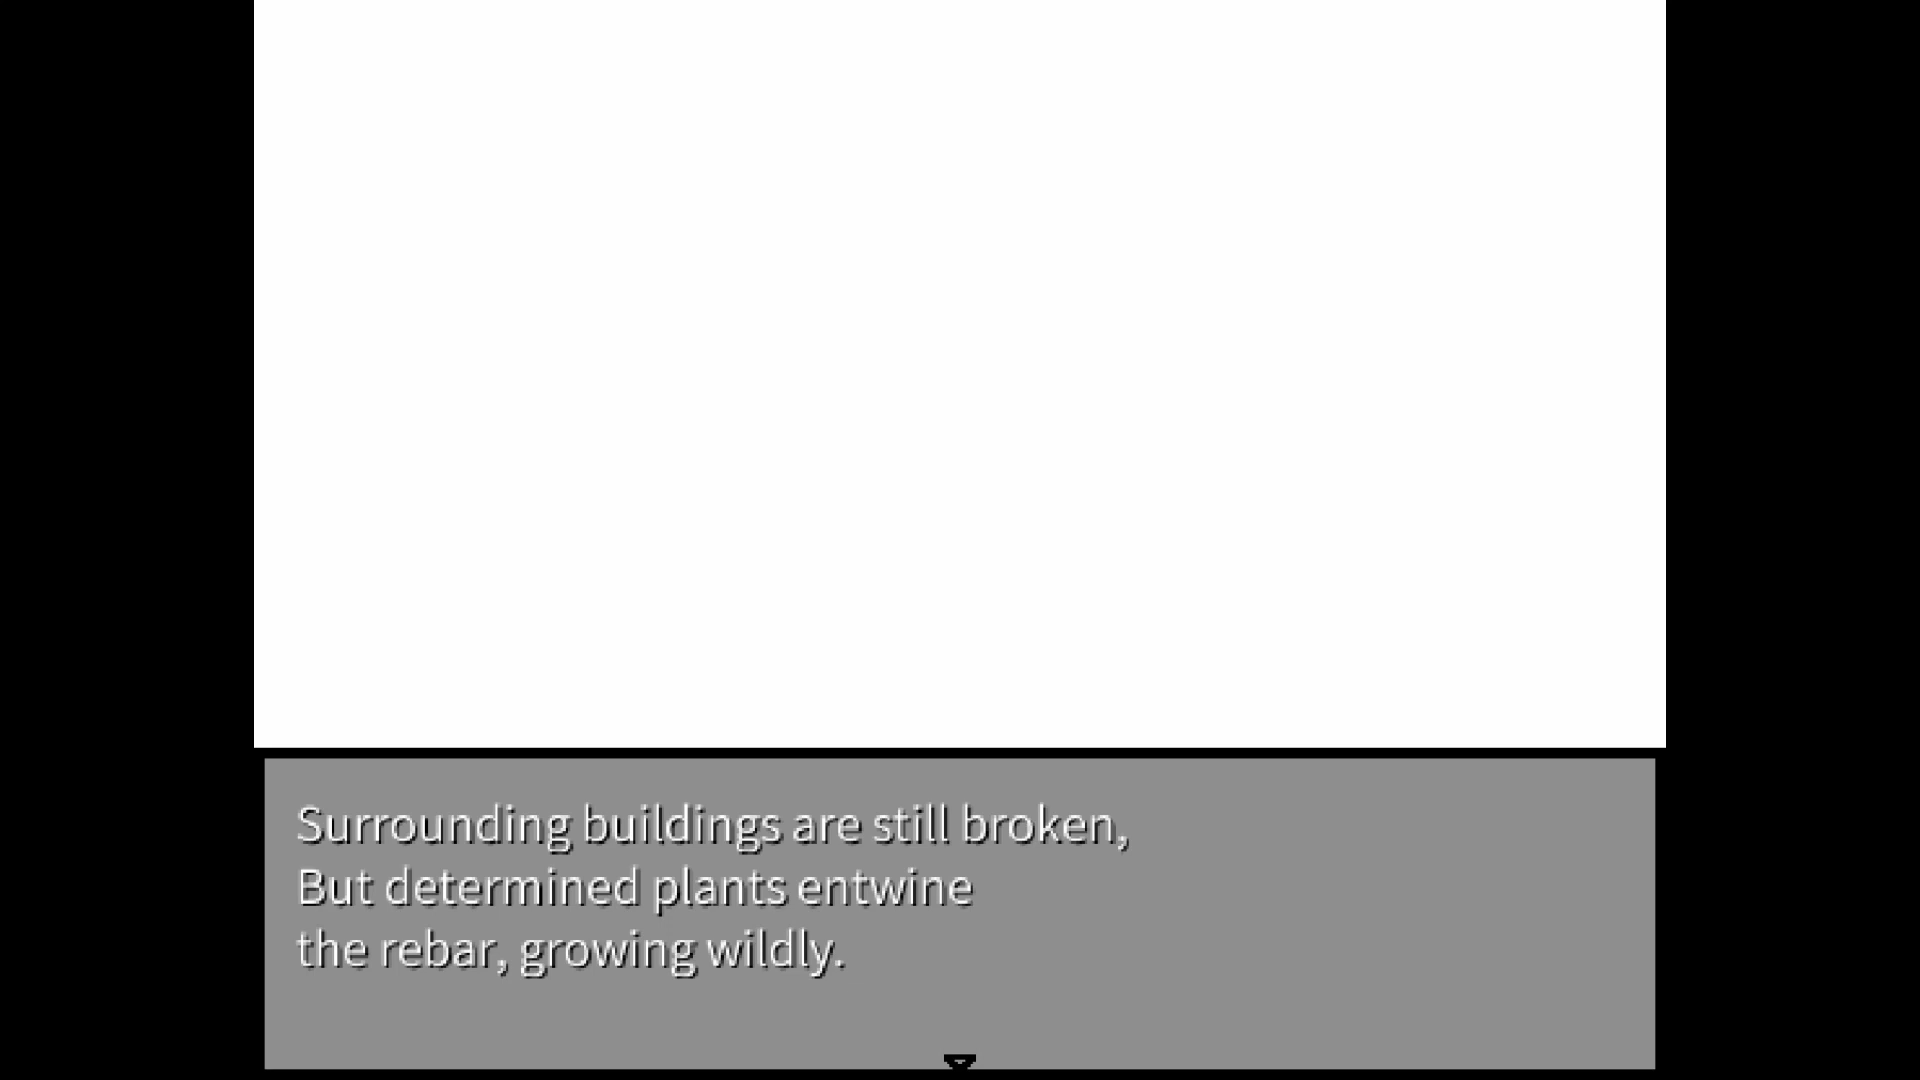 Surrounding buildings are still broken,
But determined plants entwine
the rebar, growing wildly.